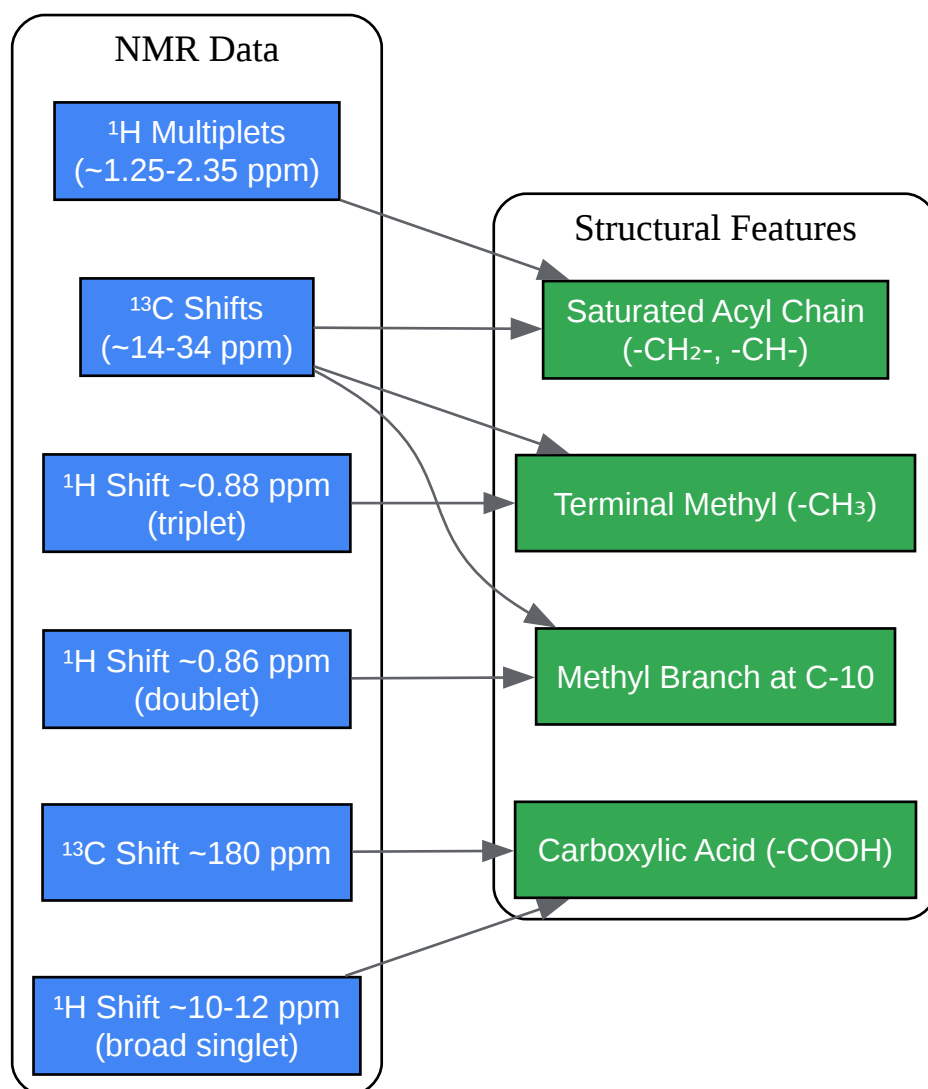 NMR Data
¹H Multiplets
(~1.25-2.35 ppm)
¹³C Shifts
(~14-34 ppm)
¹H Shift ~0.88 ppm
(triplet)
¹H Shift ~0.86 ppm
(doublet)
¹³C Shift ~180 ppm
¹H Shift ~10-12 ppm
(broad singlet)
Structural Features
Saturated Acyl Chain
(-CH₂-, -CH-)
Terminal Methyl (-CH₃)
Methyl Branch at C-10
Carboxylic Acid (-COOH)